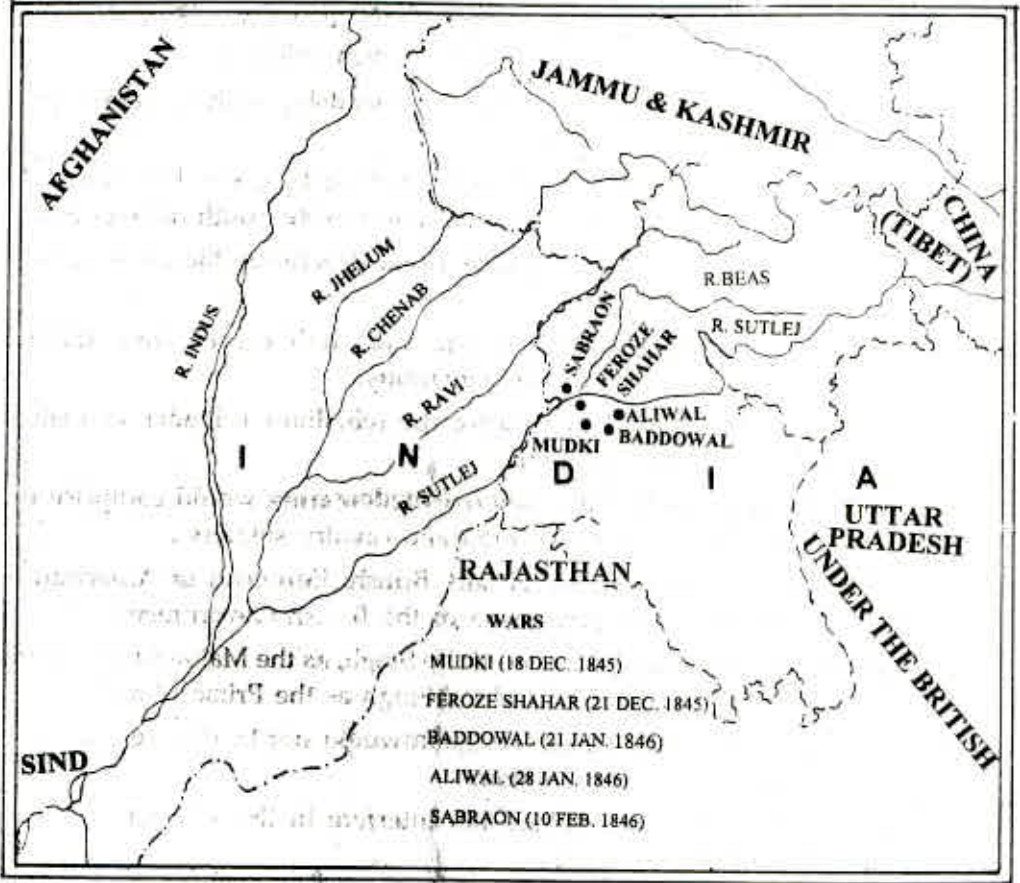 AFGHANISTAN
JAMMU & KASHMIR
CHINA
(TIBET)
R. INDUS
R. JHELUM
R. CHENAB
R. RAVI
R. BEAS
R. SUTLEJ
SABRAON
FEROZE
SHAHAR
ALIWAL
BADDOWAL
MUDKI
R. SUTLEJ
I N D I A
UTTAR
PRADESH
UNDER THE BRITISH
RAJASTHAN
WARS
MUDKI (18 DEC. 1845)
FEROZE SHAHAR (21 DEC. 1845)
BADDOWAL (21 JAN. 1846)
ALIWAL (28 JAN. 1846)
SABRAON (10 FEB. 1846)
SIND